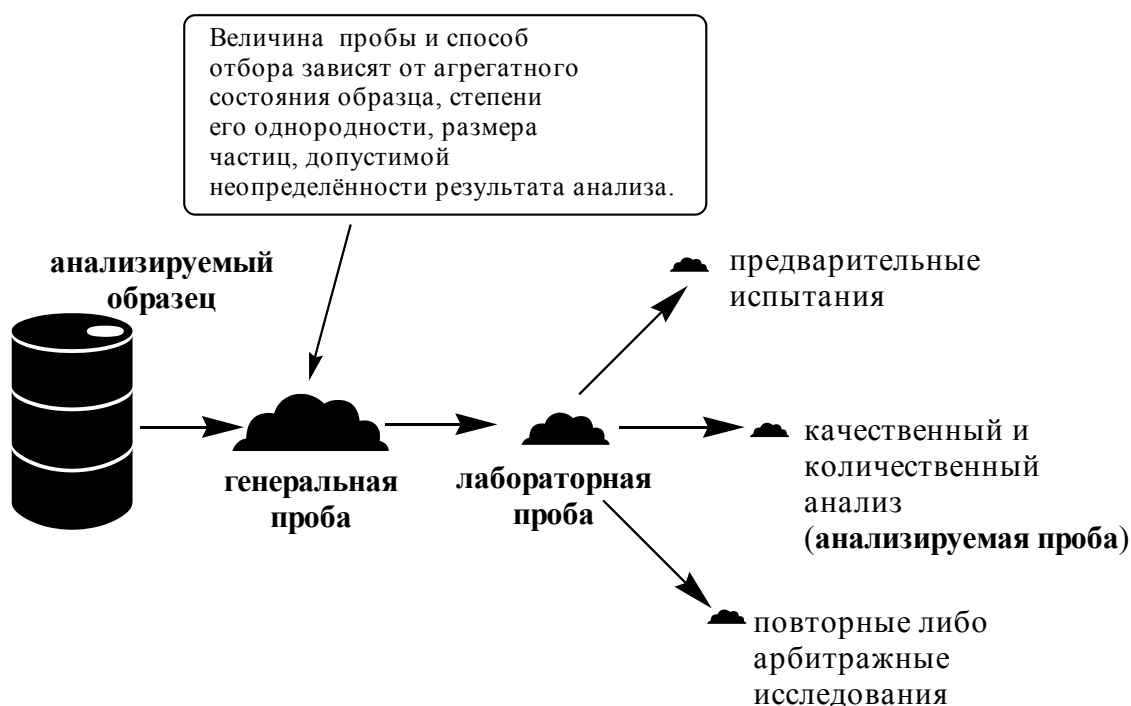 Величина пробы и способ
отбора зависят от агрегатного
состояния образца, степени
его однородности, размера
частиц, допустимой
неопределённости результата анализа.
анализируемый
образец
генеральная
проба
лабораторная
проба
предварительные
испытания
качественный и
количественный
анализ
(анализируемая проба)
повторные либо
арбитражные
исследования